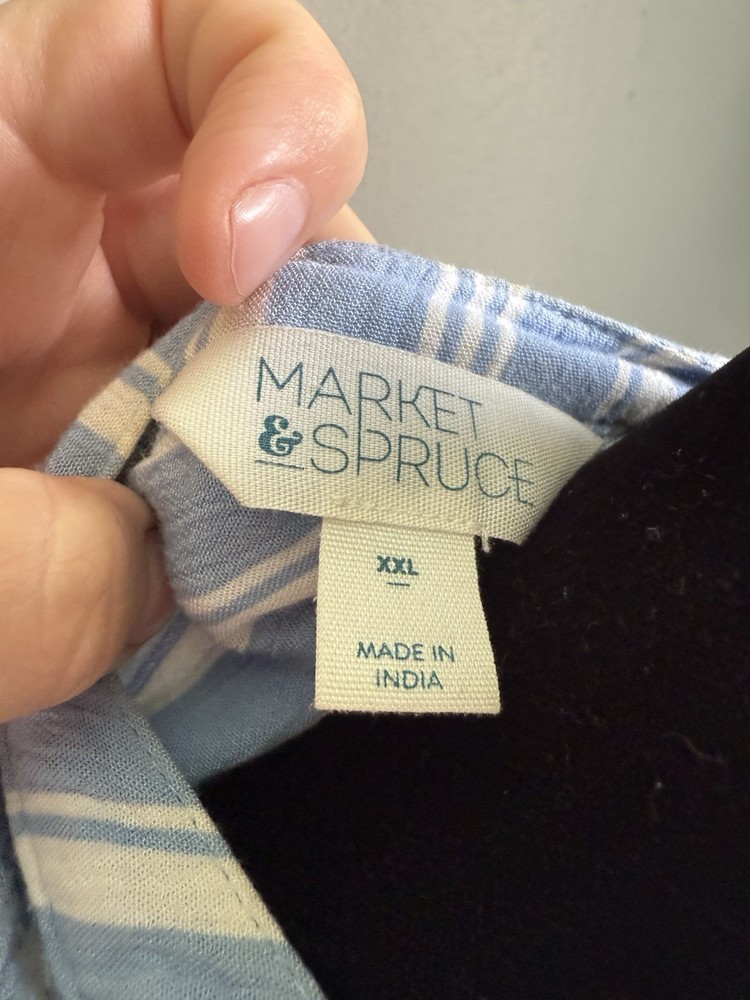 MARKET
& SPRUCE
XXL
MADE IN
INDIA